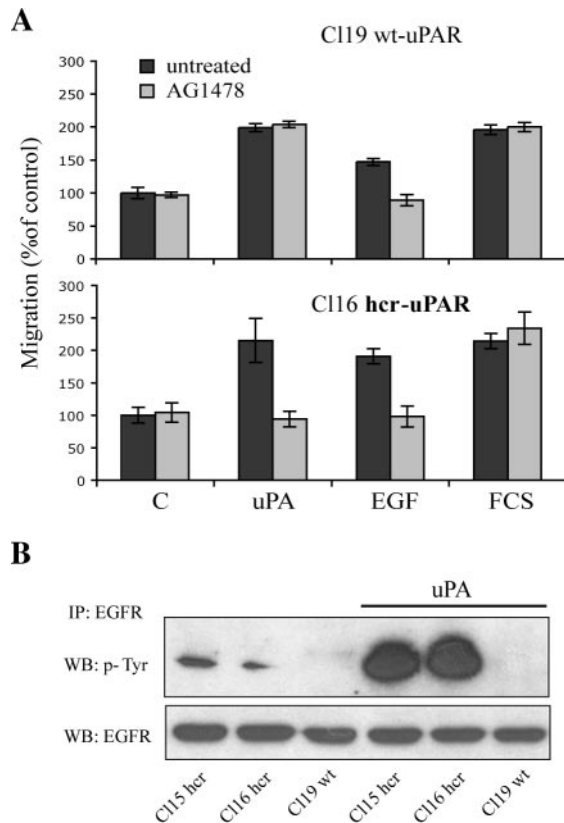 A
Cl19 wt-uPAR
untreated
AG1478
300
250
200
150
100
50
0
Migration (%of control)
Cl16 hcr-uPAR
300
250
200
150
100
50
0
C uPA EGF FCS
B
uPA
IP: EGFR
WB: p- Tyr
WB: EGFR
Cl15 hcr Cl16 hcr Cl19 wt Cl15 hcr Cl16 hcr Cl19 wt